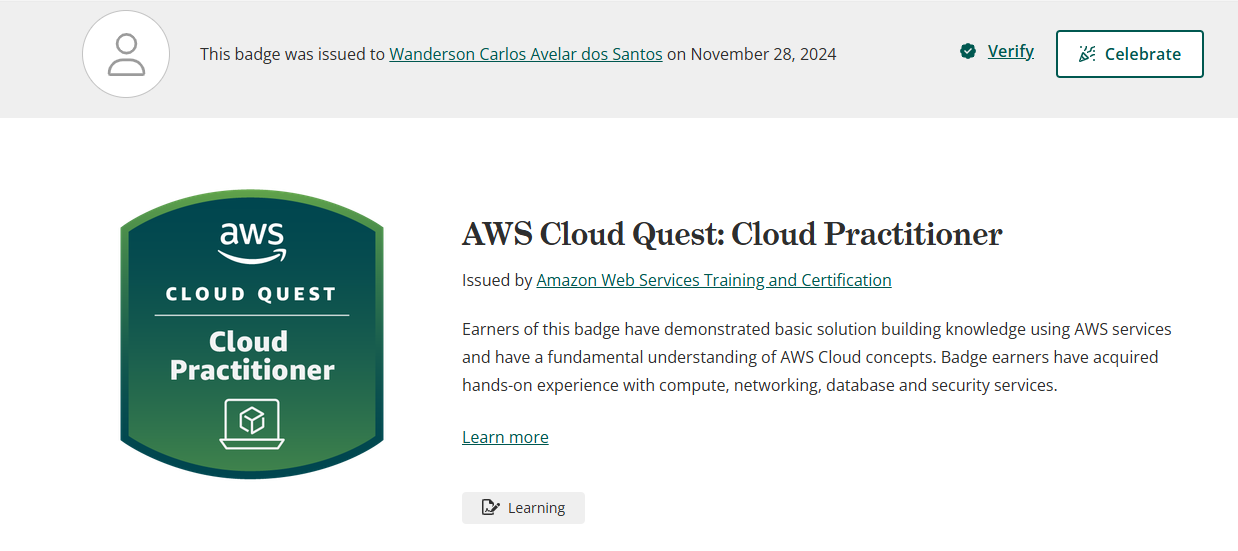 This badge was issued to Wanderson Carlos Avelar dos Santos on November 28, 2024
Verify
Celebrate
aws
CLOUD QUEST
Cloud
Practitioner
AWS Cloud Quest: Cloud Practitioner
Issued by Amazon Web Services Training and Certification
Earners of this badge have demonstrated basic solution building knowledge using AWS services
and have a fundamental understanding of AWS Cloud concepts. Badge earners have acquired
hands-on experience with compute, networking, database and security services.
Learn more
Learning